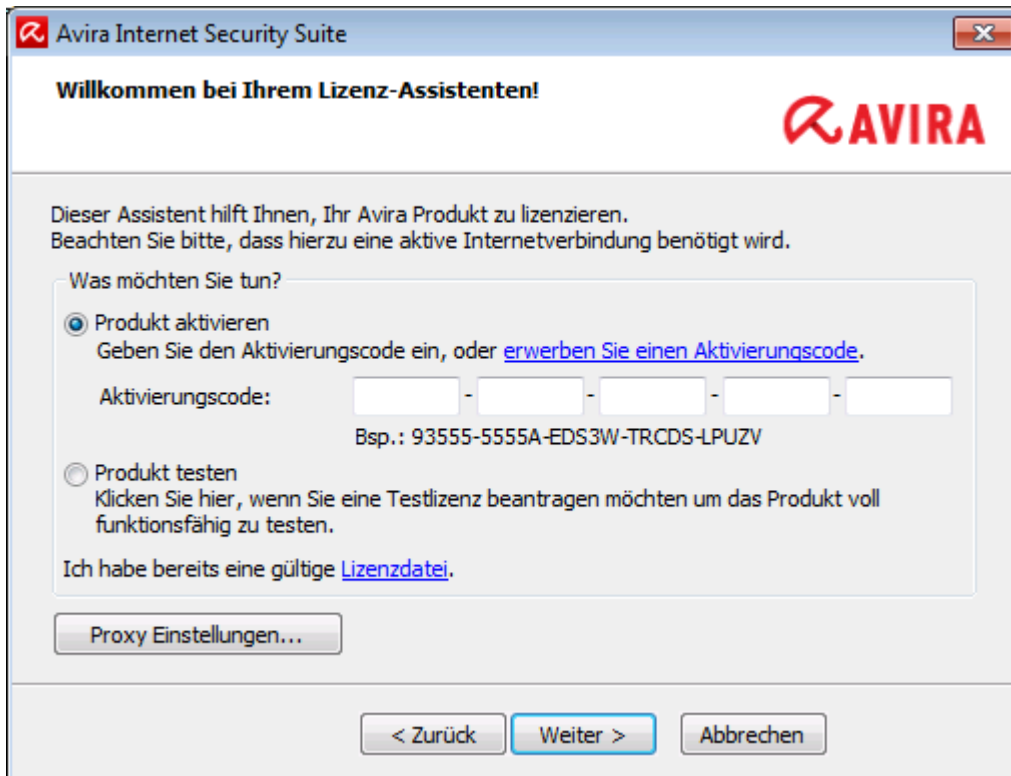 Avira Internet Security Suite
Willkommen bei Ihrem Lizenz-Assistenten!
AVIRA
Dieser Assistent hilft Ihnen, Ihr Avira Produkt zu lizenzieren.
Beachten Sie bitte, dass hierzu eine aktive Internetverbindung benötigt wird.
Was möchten Sie tun?
Produkt aktivieren
Geben Sie den Aktivierungscode ein, oder erwerben Sie einen Aktivierungscode.
Aktivierungscode: - - - -
Bsp.: 93555-5555A-EDS3W-TRCDS-LPUZV
Produkt testen
Klicken Sie hier, wenn Sie eine Testlizenz beantragen möchten um das Produkt voll
funktionsfähig zu testen.
Ich habe bereits eine gültige Lizenzdatei.
Proxy Einstellungen...
< Zurück Weiter > Abbrechen